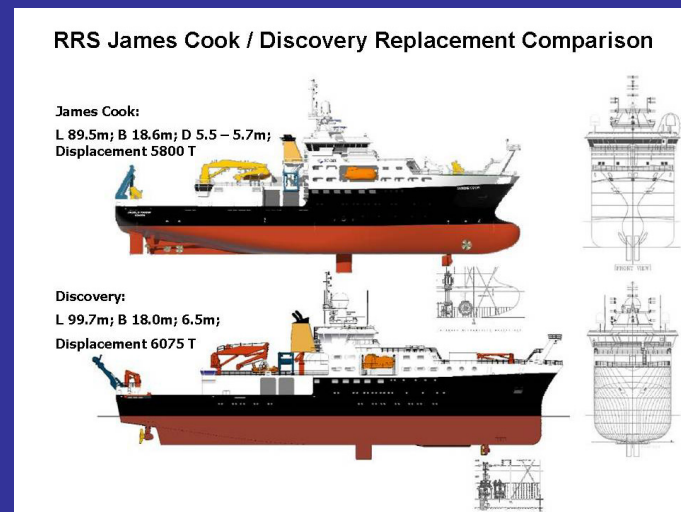 RRS James Cook / Discovery Replacement Comparison
James Cook:
L 89.5m; B 18.6m; D 5.5 – 5.7m;
Displacement 5800 T
Discovery:
L 99.7m; B 18.0m; 6.5m;
Displacement 6075 T